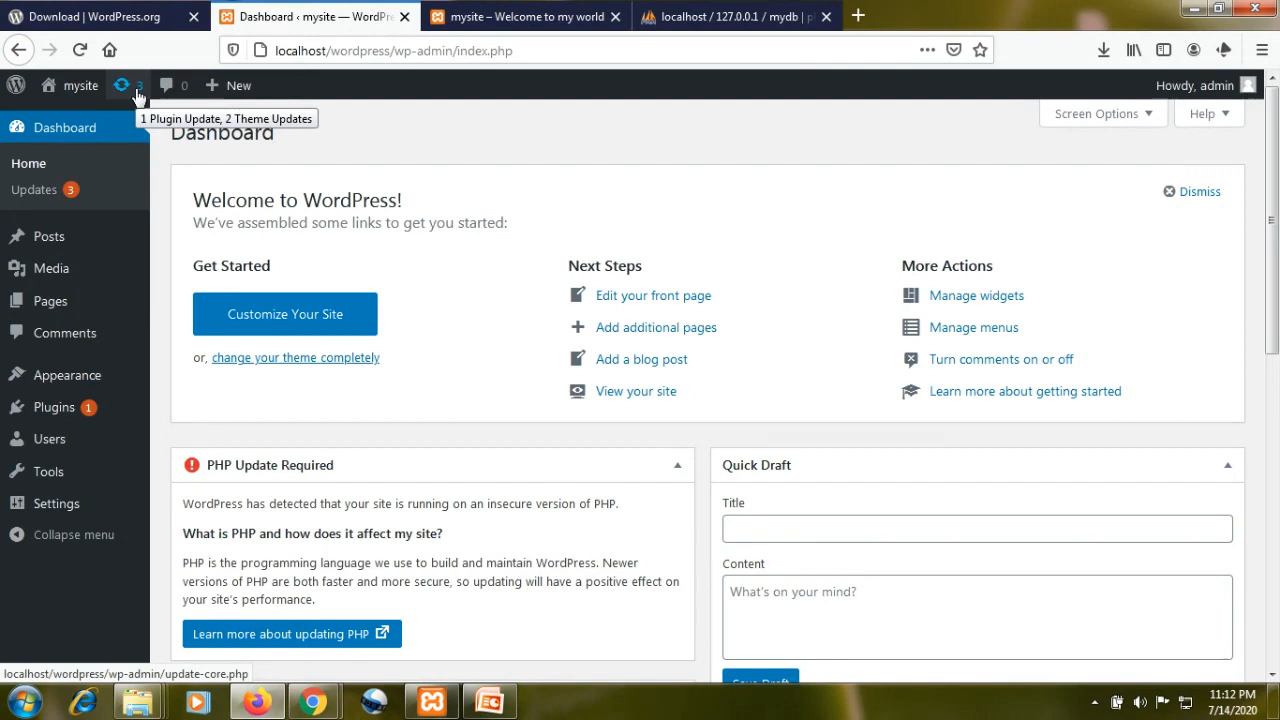 Download | WordPress.org
Dashboard ‹ mysite — WordPre
mysite – Welcome to my world
localhost / 127.0.0.1 / mydb | p
localhost/wordpress/wp-admin/index.php
mysite
3
0
New
Howdy, admin
1 Plugin Update, 2 Theme Updates
Screen Options
Help
Dashboard
Dashboard
Home
Updates 3
Posts
Media
Pages
Comments
Appearance
Plugins 1
Users
Tools
Settings
Collapse menu
Welcome to WordPress!
Dismiss
We've assembled some links to get you started:
Get Started
Customize Your Site
or, change your theme completely
Next Steps
Edit your front page
Add additional pages
Add a blog post
View your site
More Actions
Manage widgets
Manage menus
Turn comments on or off
Learn more about getting started
PHP Update Required
WordPress has detected that your site is running on an insecure version of PHP.
What is PHP and how does it affect my site?
PHP is the programming language we use to build and maintain WordPress. Newer
versions of PHP are both faster and more secure, so updating will have a positive effect on
your site's performance.
Learn more about updating PHP
Quick Draft
Title
Content
What's on your mind?
Save Draft
localhost/wordpress/wp-admin/update-core.php
11:12 PM
7/14/2020